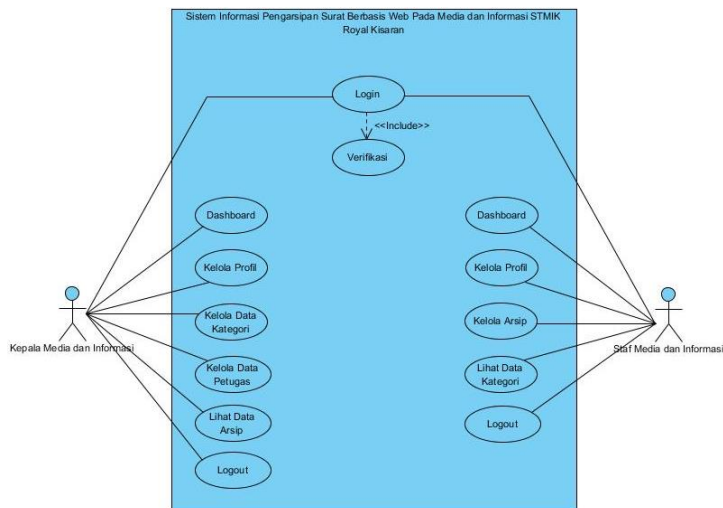 Sistem Informasi Pengarsipan Surat Berbasis Web Pada Media dan Informasi STMIK
Royal Kisaran
Login
<<Include>>
Verifikasi
Dashboard
Kelola Profil
Kelola Data
Kategori
Kelola Data
Petugas
Lihat Data
Arsip
Logout
Dashboard
Kelola Profil
Kelola Arsip
Lihat Data
Kategori
Logout
Kepala Media dan Informasi
Staf Media dan Informasi